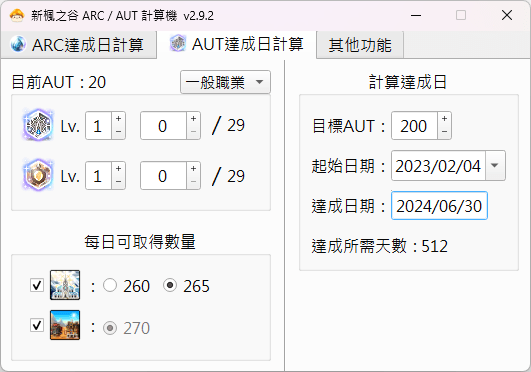 新楓之谷 ARC / AUT 計算機 v2.9.2
ARC達成日計算 AUT達成日計算 其他功能
目前AUT : 20 一般職業
Lv. 1 0 / 29
Lv. 1 0 / 29
每日可取得數量
: 260 265
: 270
計算達成日
目標AUT : 200
起始日期 : 2023/02/04
達成日期 : 2024/06/30
達成所需天數 : 512